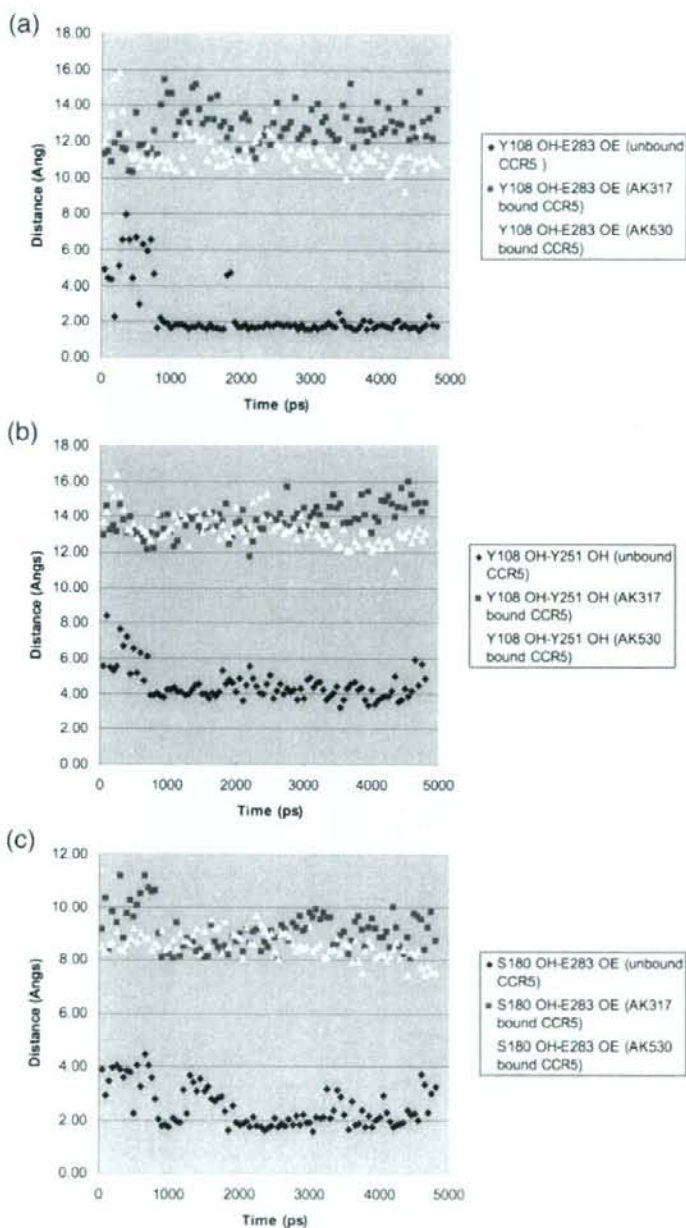 (a)
18.00
16.00
14.00
12.00
10.00
8.00
6.00
4.00
2.00
0.00
Distance (Ang)
0 1000 2000 3000 4000 5000
Time (ps)
Y108 OH-E283 OE (unbound
CCR5 )
Y108 OH-E283 OE (AK317
bound CCR5)
Y108 OH-E283 OE (AK530
bound CCR5)
(b)
18.00
16.00
14.00
12.00
10.00
8.00
6.00
4.00
2.00
0.00
Distance (Angs)
0 1000 2000 3000 4000 5000
Time (ps)
Y108 OH-Y251 OH (unbound
CCR5)
Y108 OH-Y251 OH (AK317
bound CCR5)
Y108 OH-Y251 OH (AK530
bound CCR5)
(c)
12.00
10.00
8.00
6.00
4.00
2.00
0.00
Distance (Angs)
0 1000 2000 3000 4000 5000
Time (ps)
S180 OH-E283 OE (unbound
CCR5)
S180 OH-E283 OE (AK317
bound CCR5)
S180 OH-E283 OE (AK530
bound CCR5)